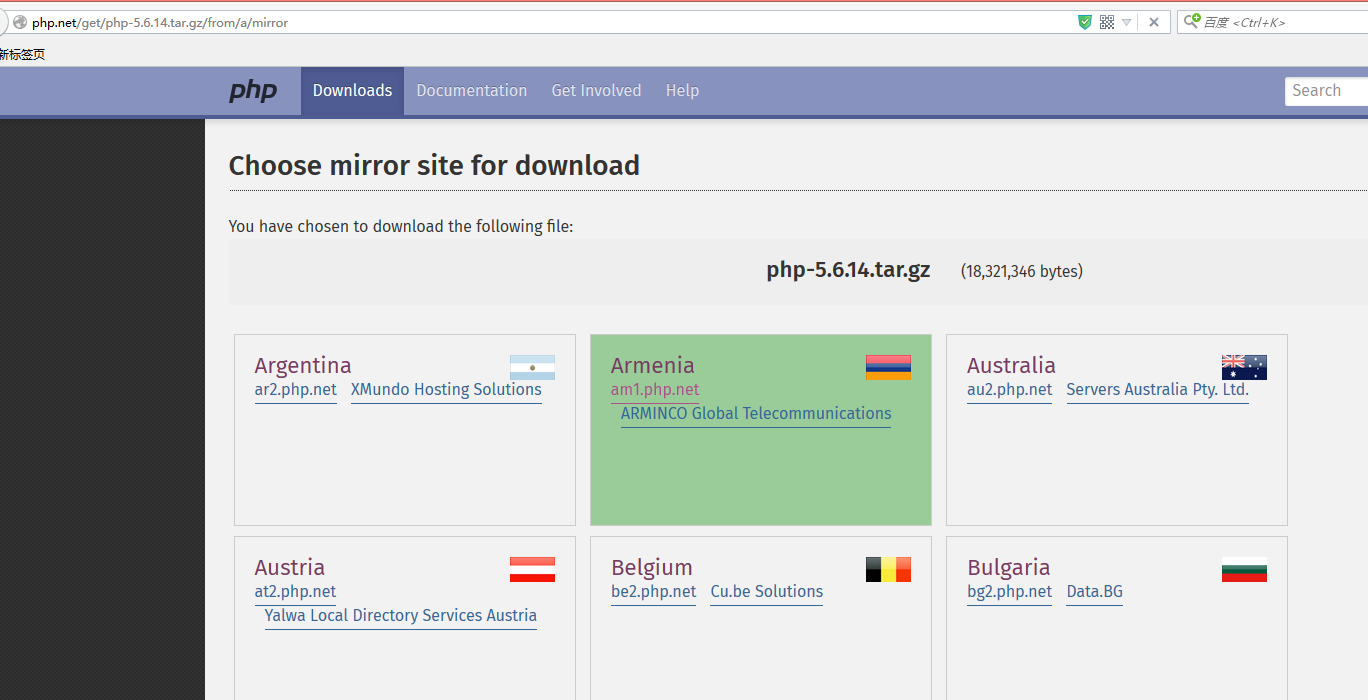 php.net/get/php-5.6.14.tar.gz/from/a/mirror
百度 <Ctrl+K>
新标签页
php Downloads Documentation Get Involved Help Search
Choose mirror site for download
You have chosen to download the following file:
php-5.6.14.tar.gz (18,321,346 bytes)
Argentina
ar2.php.net XMundo Hosting Solutions
Armenia
am1.php.net
ARMINCO Global Telecommunications
Australia
au2.php.net Servers Australia Pty. Ltd.
Austria
at2.php.net
Yalwa Local Directory Services Austria
Belgium
be2.php.net Cu.be Solutions
Bulgaria
bg2.php.net Data.BG